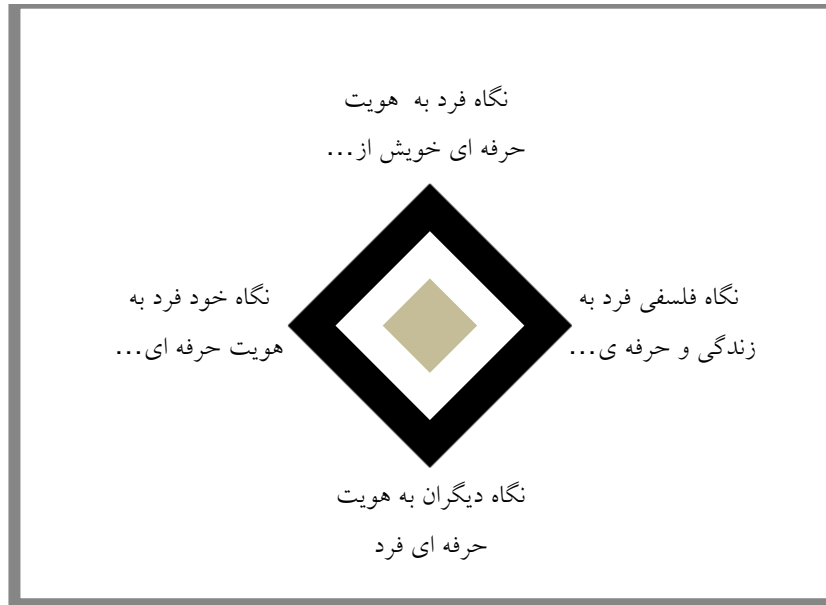 نگاه فرد به هویت
حرفه ای خویش از...
نگاه فلسفی فرد به
زندگی و حرفه ی...
نگاه خود فرد به
هویت حرفه ای...
نگاه دیگران به هویت
حرفه ای فرد